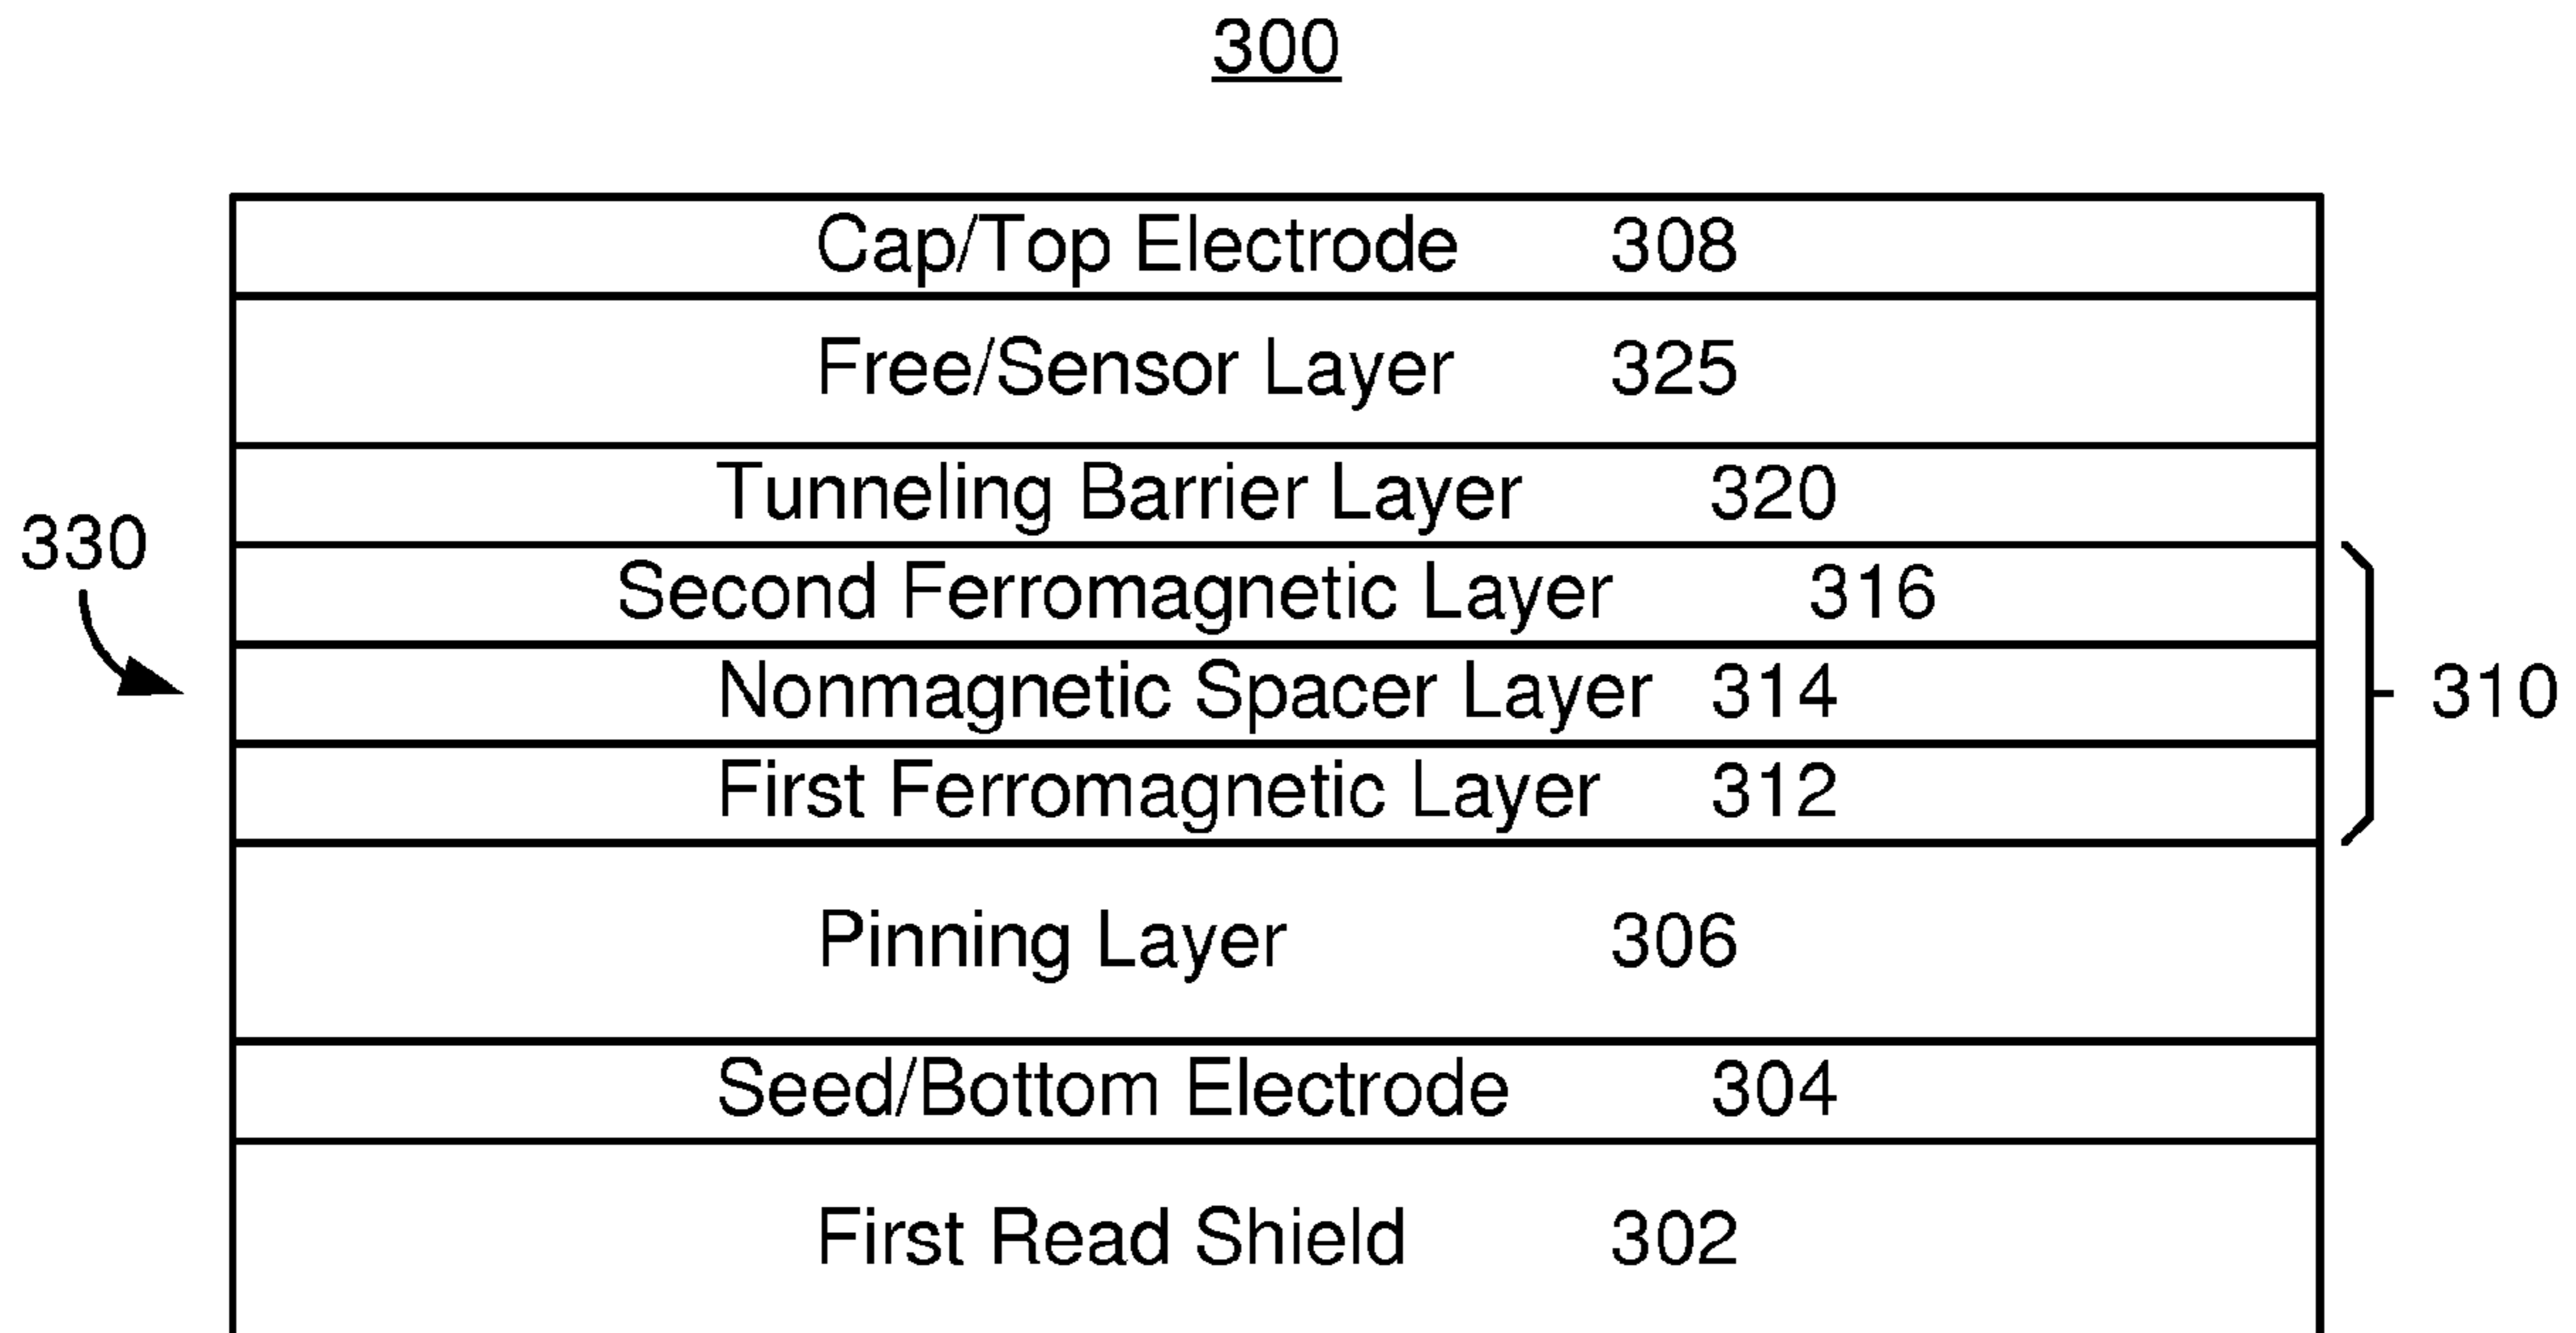 300
Cap/Top Electrode 308
Free/Sensor Layer 325
Tunneling Barrier Layer 320
330
Second Ferromagnetic Layer 316
Nonmagnetic Spacer Layer 314
310
First Ferromagnetic Layer 312
Pinning Layer 306
Seed/Bottom Electrode 304
First Read Shield 302